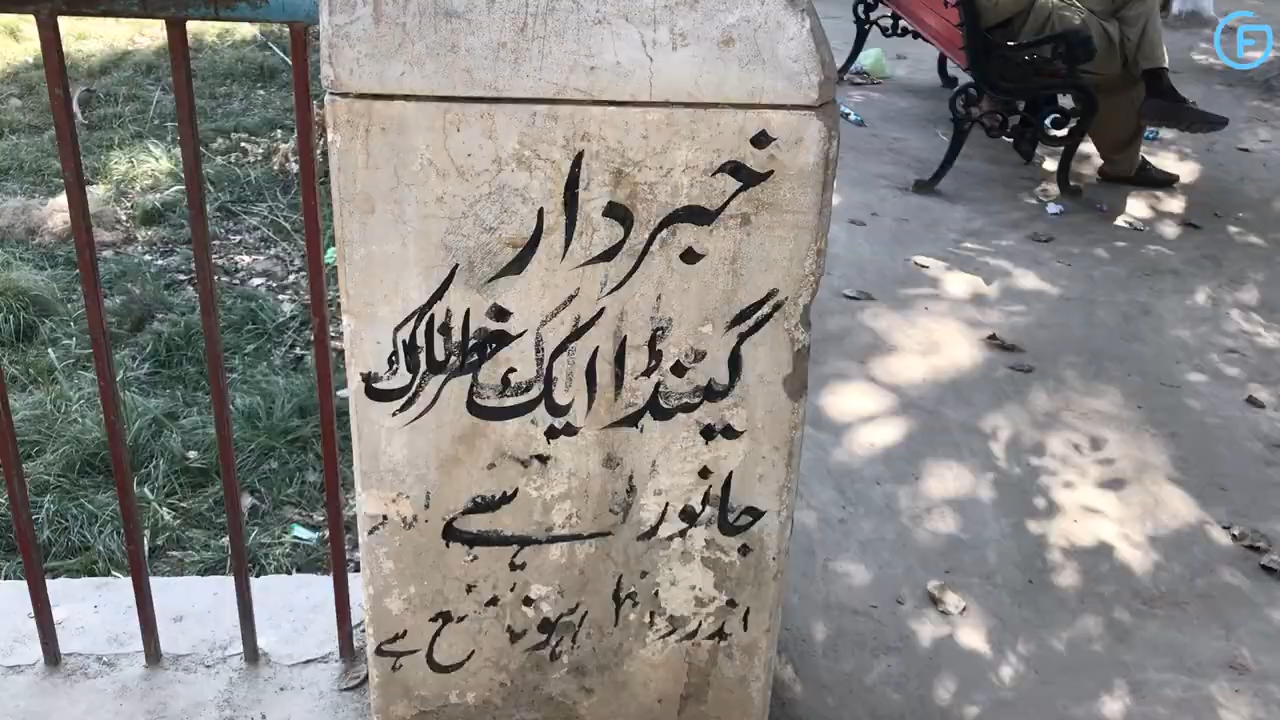 خبردار
گینڈا ایک خطرناک
جانور ہے
اندر ہونا منع ہے
F